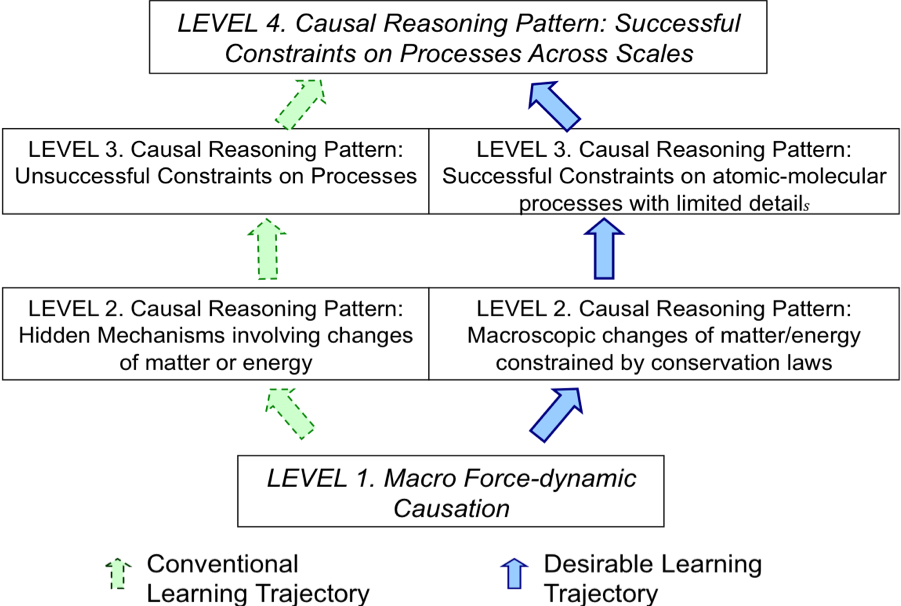 LEVEL 4. Causal Reasoning Pattern: Successful
Constraints on Processes Across Scales
LEVEL 3. Causal Reasoning Pattern:
Unsuccessful Constraints on Processes
LEVEL 3. Causal Reasoning Pattern:
Successful Constraints on atomic-molecular
processes with limited details
LEVEL 2. Causal Reasoning Pattern:
Hidden Mechanisms involving changes
of matter or energy
LEVEL 2. Causal Reasoning Pattern:
Macroscopic changes of matter/energy
constrained by conservation laws
LEVEL 1. Macro Force-dynamic
Causation
Conventional
Learning Trajectory
Desirable Learning
Trajectory